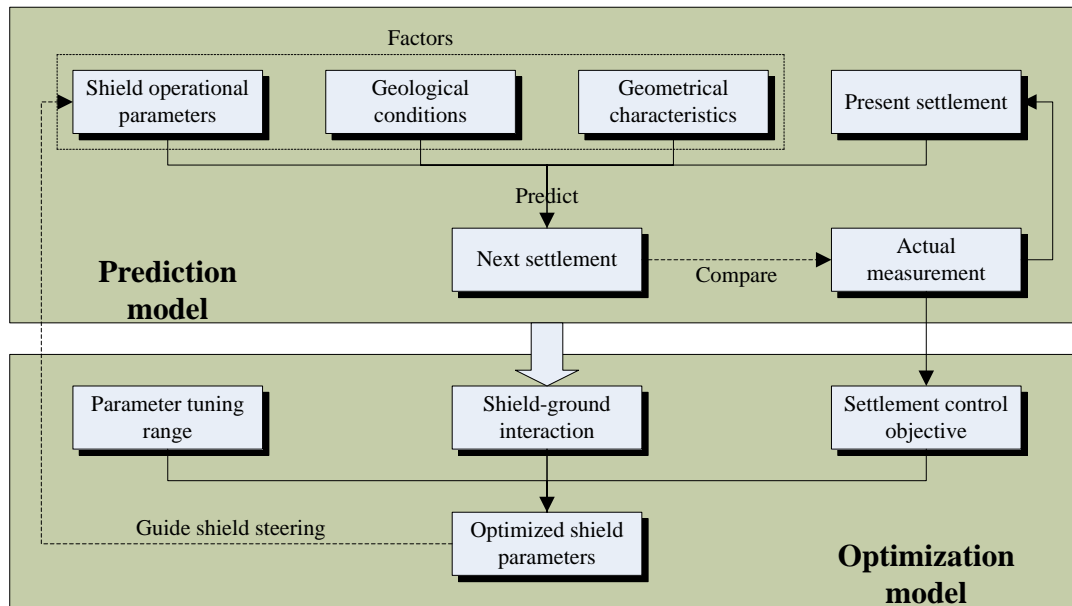 Factors
Shield operational
parameters
Geological
conditions
Geometrical
characteristics
Present settlement
Predict
Next settlement
Compare
Actual
measurement
Prediction
model
Parameter tuning
range
Shield-ground
interaction
Settlement control
objective
Guide shield steering
Optimized shield
parameters
Optimization
model